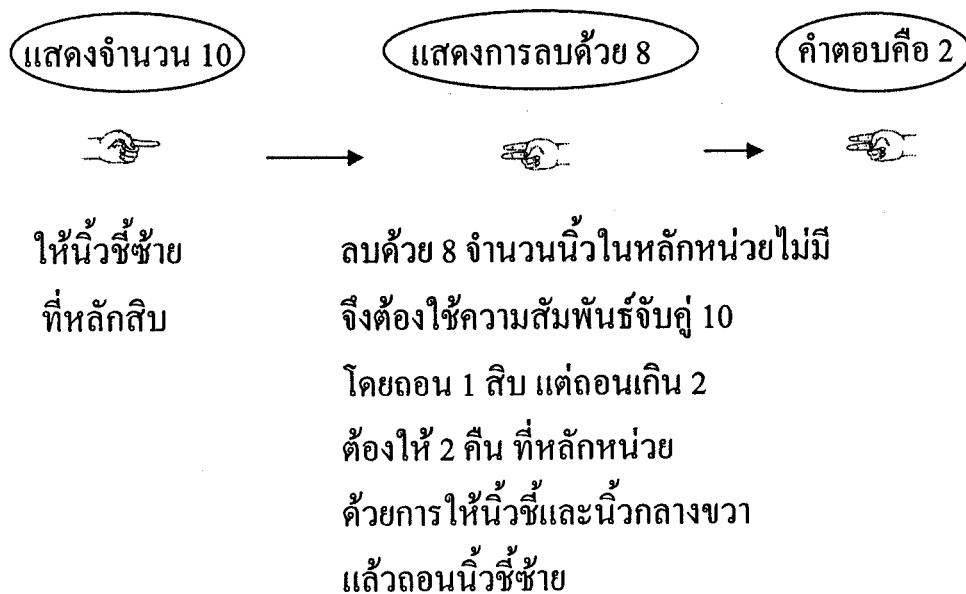 แสดงจำนวน 10 แสดงการลบด้วย 8 คำตอบคือ 2
ให้นิ้วชี้ซ้าย
ที่หลักสิบ
ลบด้วย 8 จำนวนนิ้วในหลักหน่วยไม่มี
จึงต้องใช้ความสัมพันธ์จับคู่ 10
โดยถอน 1 สิบ แต่ถอนเกิน 2
ต้องให้ 2 คืน ที่หลักหน่วย
ด้วยการให้นิ้วชี้และนิ้วกลางขวา
แล้วถอนนิ้วชี้ซ้าย